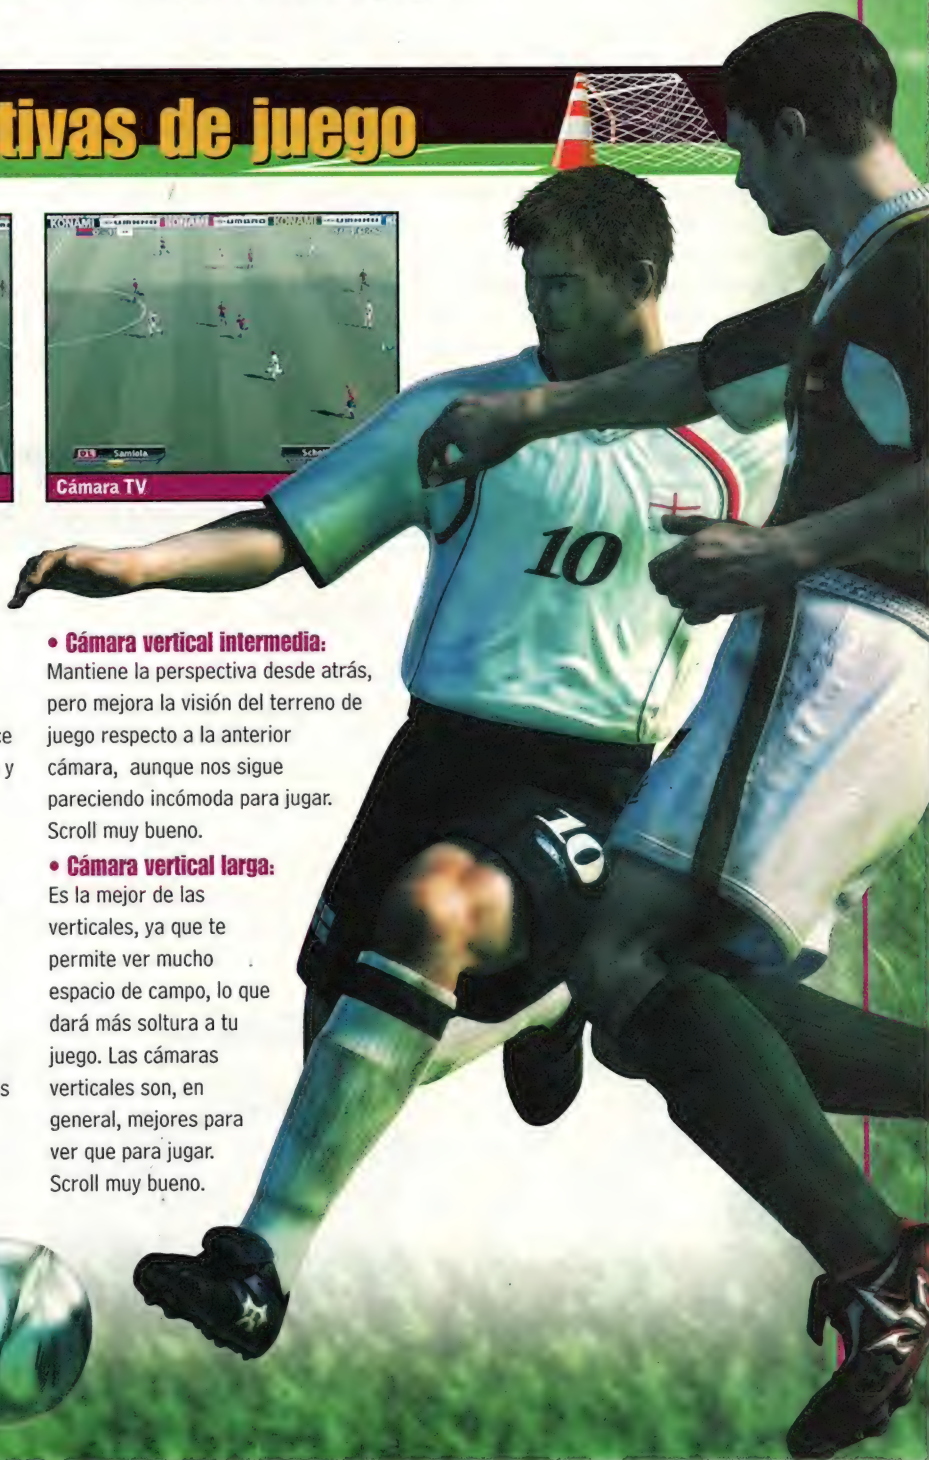 tivas de juego
KONAMI UMBRO KONAMI UMBRO KONAMI UMBRO
Samiola
Cámara TV
10
10
• Cámara vertical intermedia:
Mantiene la perspectiva desde atrás,
pero mejora la visión del terreno de
juego respecto a la anterior
cámara, aunque nos sigue
pareciendo incómoda para jugar.
Scroll muy bueno.
• Cámara vertical larga:
Es la mejor de las
verticales, ya que te
permite ver mucho
espacio de campo, lo que
dará más soltura a tu
juego. Las cámaras
verticales son, en
general, mejores para
ver que para jugar.
Scroll muy bueno.
y